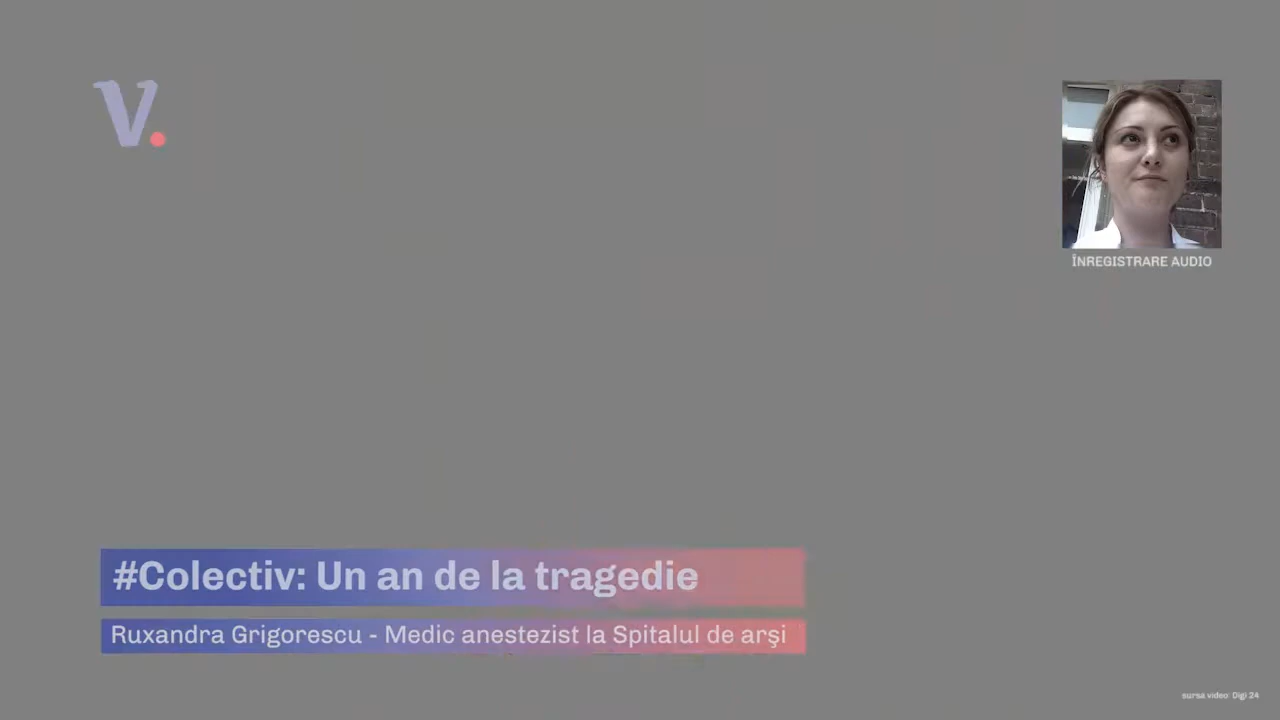 V.
ÎNREGISTRARE AUDIO
#Colectiv: Un an de la tragedie
Ruxandra Grigorescu - Medic anestezist la Spitalul de arşi
sursa video: Digi 24